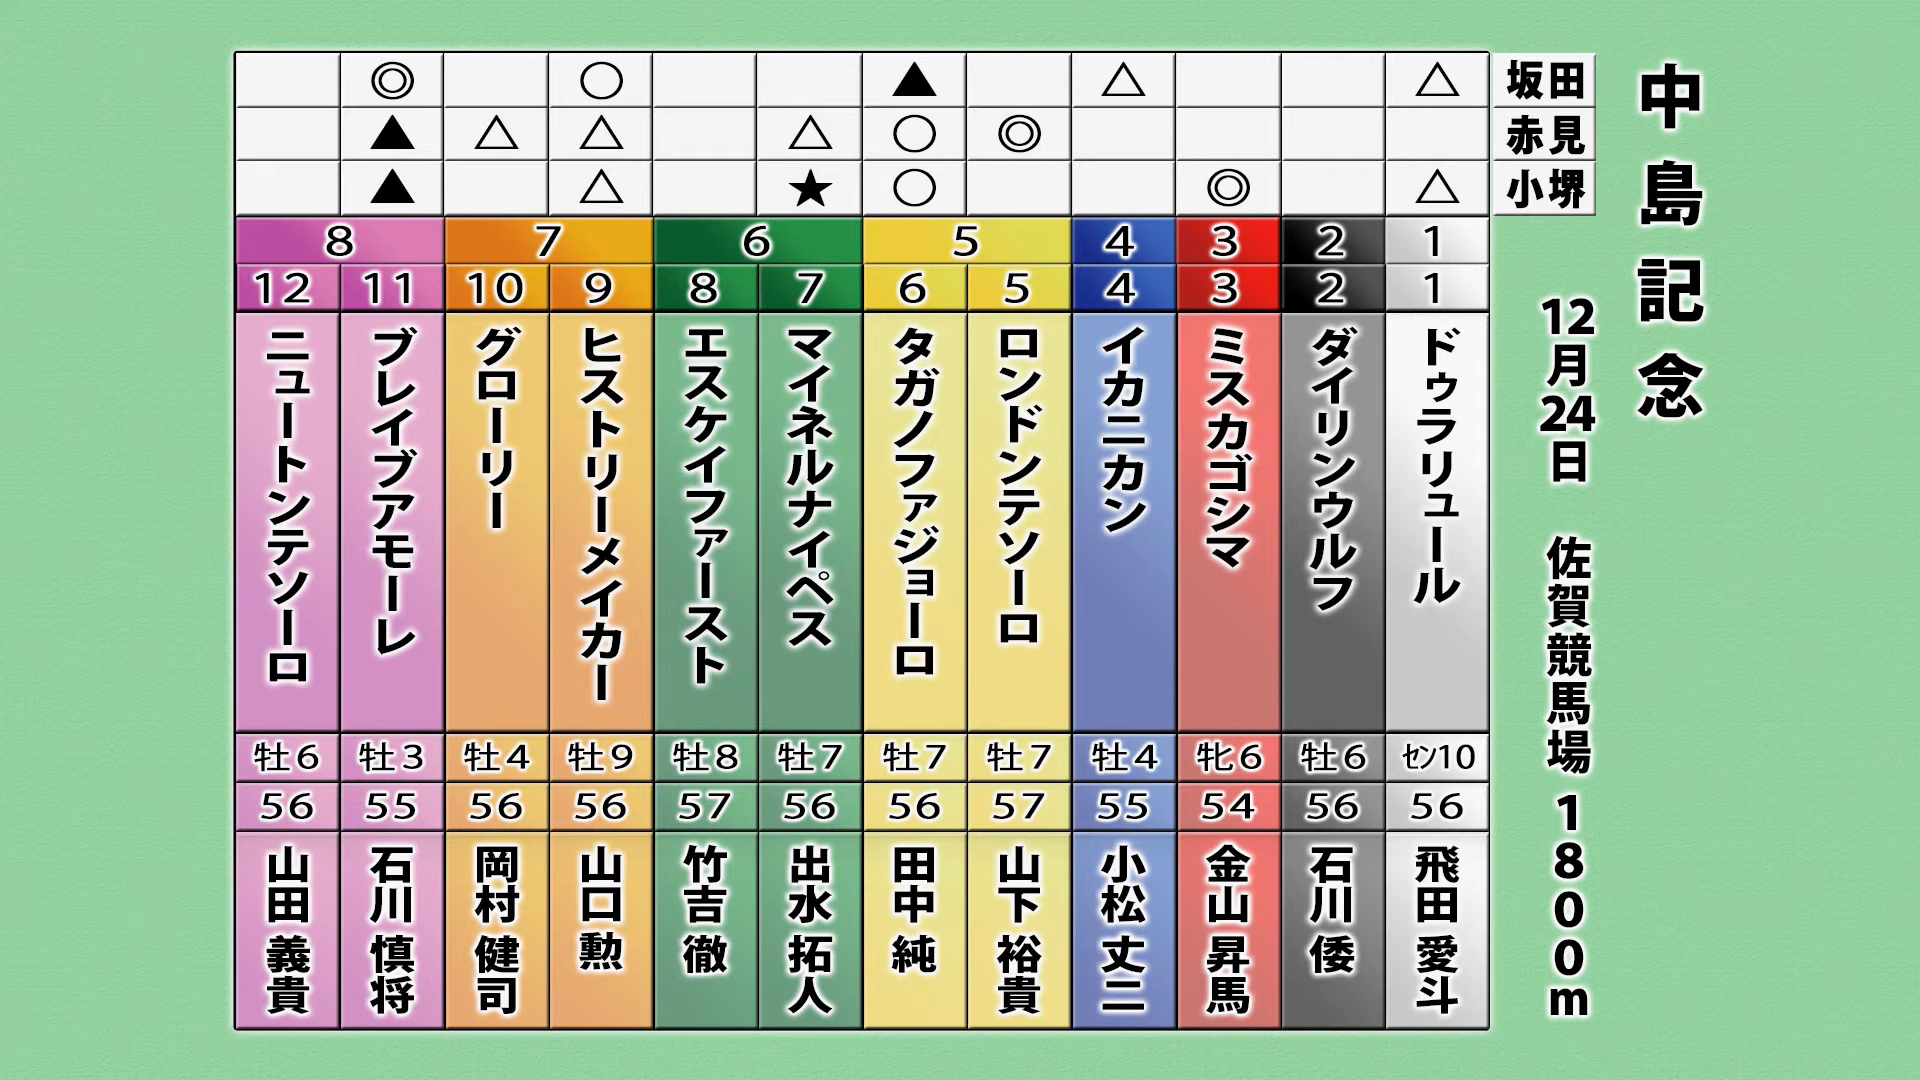 中島記念
12月24日 佐賀競馬場 1800m
坂田 △ △ ▲ ○ ◎
赤見 ◎ ○ △ △ △ ▲
小堺 △ ◎ ○ ★ △ ▲
1 2 3 4 5 6 7 8
1 2 3 4 5 6 7 8 9 10 11 12
ドゥラリュール
ダイリンウルフ
ミスカゴシマ
イカニカン
ロンドンテソーロ
タガノファジョーロ
マイネルナイペス
エスケイファースト
ヒストリーメイカー
グローリー
ブレイブアモーレ
ニュートンテソーロ
セン10 牡6 牝6 牡4 牡7 牡7 牡7 牡8 牡9 牡4 牡3 牡6
56 56 54 55 57 56 56 57 56 56 55 56
飛田 愛斗
石川 倭
金山 昇馬
小松 丈二
山下 裕貴
田中 純
出水 拓人
竹吉 徹
山口 勲
岡村 健司
石川 慎将
山田 義貴